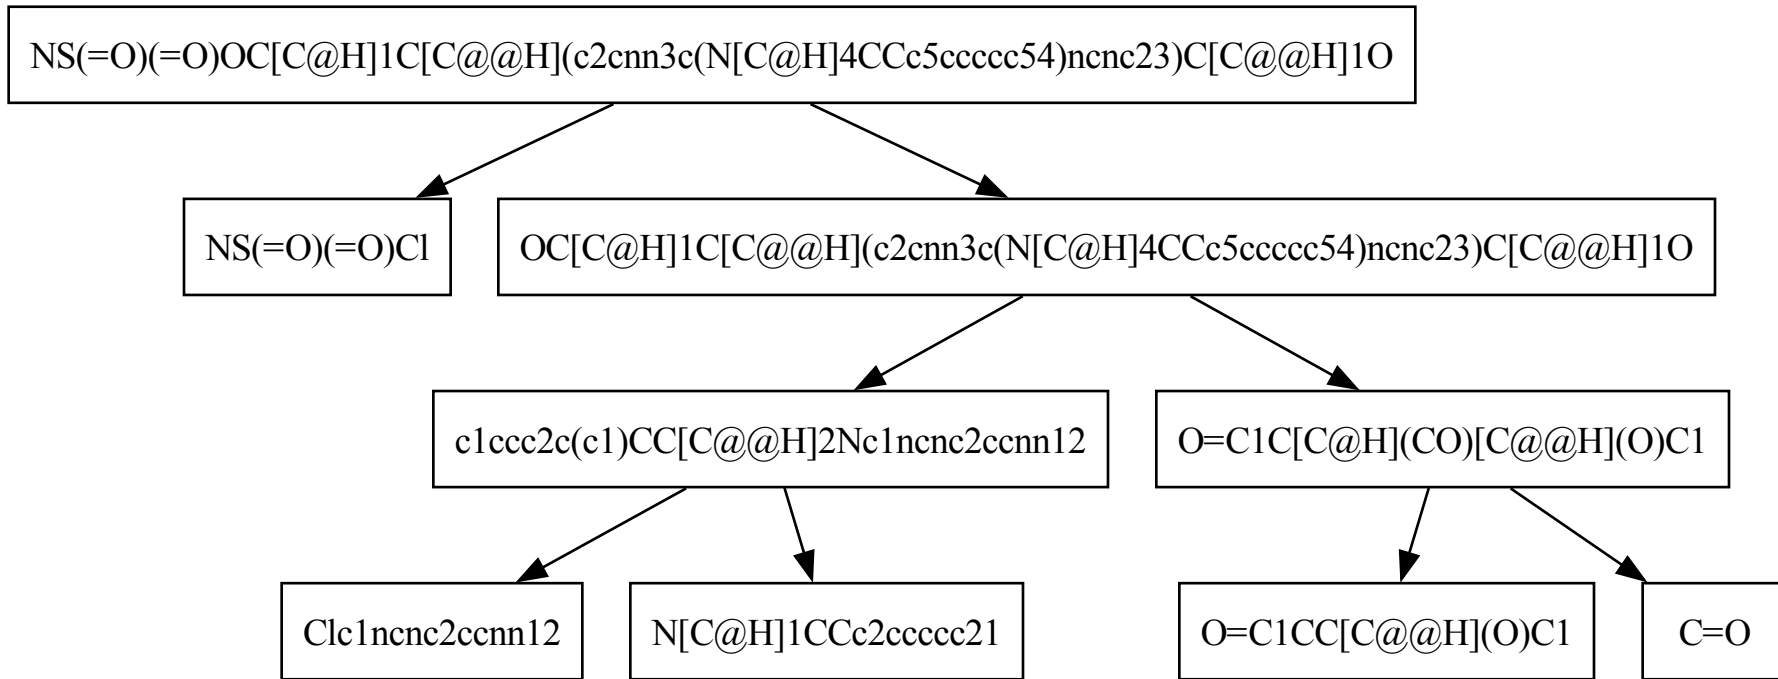 NS(=O)(=O)OC[C@H]1C[C@@H](c2cnn3c(N[C@H]4CCc5ccccc54)ncnc23)C[C@@H]1O
NS(=O)(=O)Cl
OC[C@H]1C[C@@H](c2cnn3c(N[C@H]4CCc5ccccc54)ncnc23)C[C@@H]1O
c1ccc2c(c1)CC[C@@H]2Nc1ncnc2ccnn12
O=C1C[C@H](CO)[C@@H](O)C1
Clc1ncnc2ccnn12
N[C@H]1CCc2ccccc21
O=C1CC[C@@H](O)C1
C=O